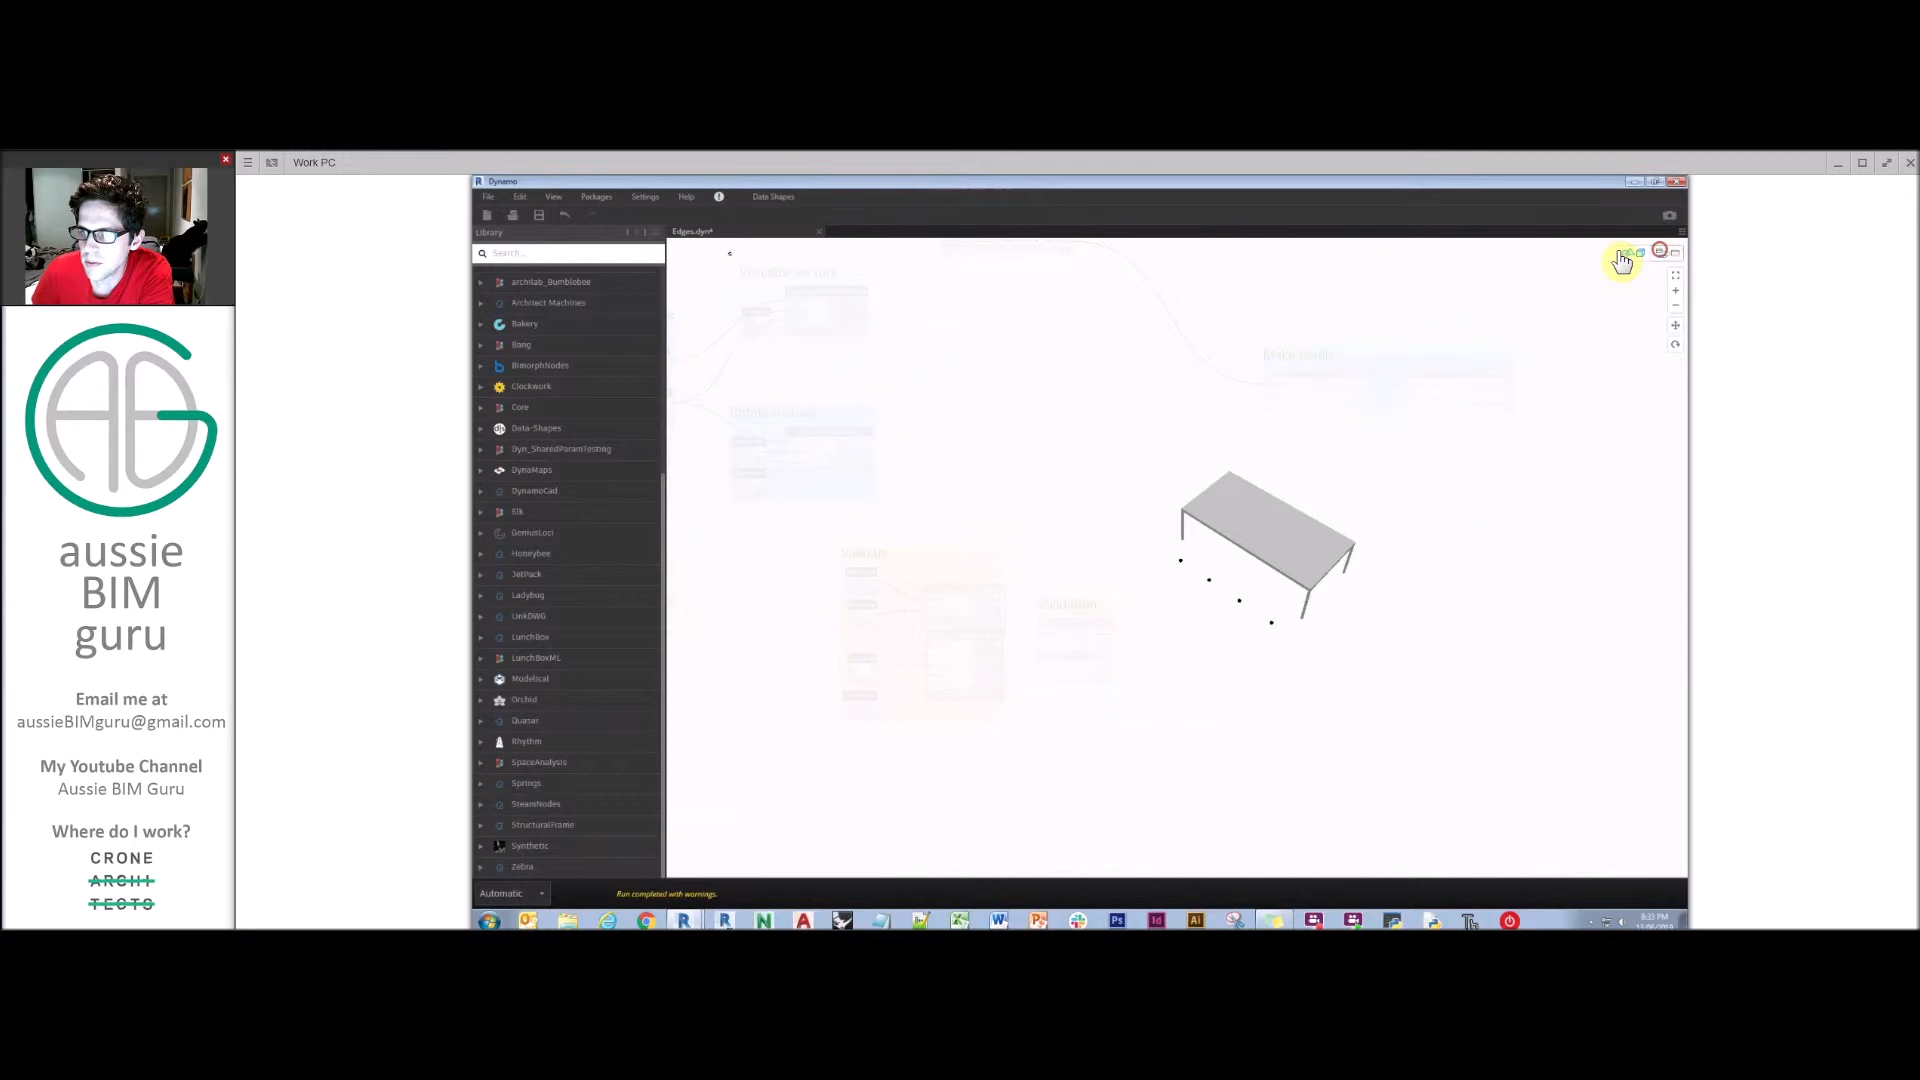 Work PC
Dynamo
File Edit View Packages Settings Help Data Shapes
Library
Edges.dyn*
Search...
archilab_Bumblebee
Architect Machines
Bakery
Bang
BimorphNodes
Clockwork
Core
Data-Shapes
Dyn_SharedParamTesting
DynaMaps
DynamoCad
Elk
GeniusLoci
Honeybee
JetPack
Ladybug
LinkDWG
LunchBox
LunchBoxML
Modelical
Orchid
Quasar
Rhythm
SpaceAnalysis
Springs
SteamNodes
StructuralFrame
Synthetic
Zebra
Automatic
Run completed with warnings.
8:33 PM
aussie
BIM
guru
Email me at
aussieBIMguru@gmail.com
My Youtube Channel
Aussie BIM Guru
Where do I work?
CRONE
ARCHI
TECTS